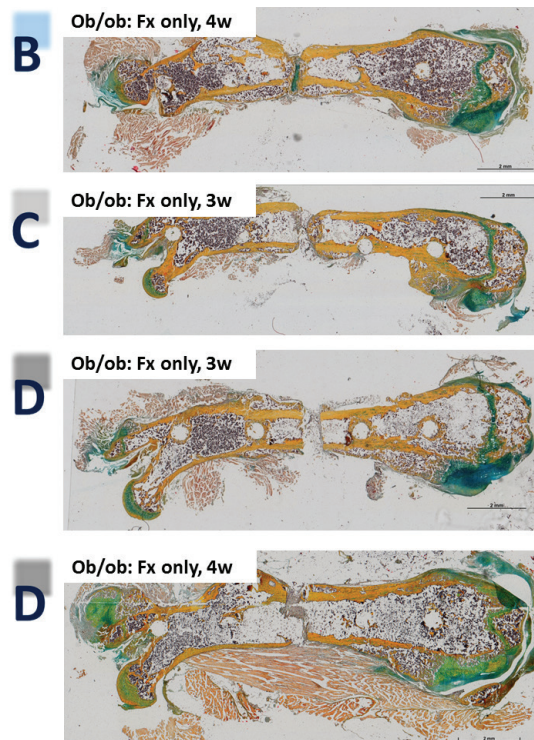 Ob/ob: Fx only, 4w
B
2 mm
Ob/ob: Fx only, 3w
2 mm
C
Ob/ob: Fx only, 3w
D
2 mm
Ob/ob: Fx only, 4w
D
2 mm